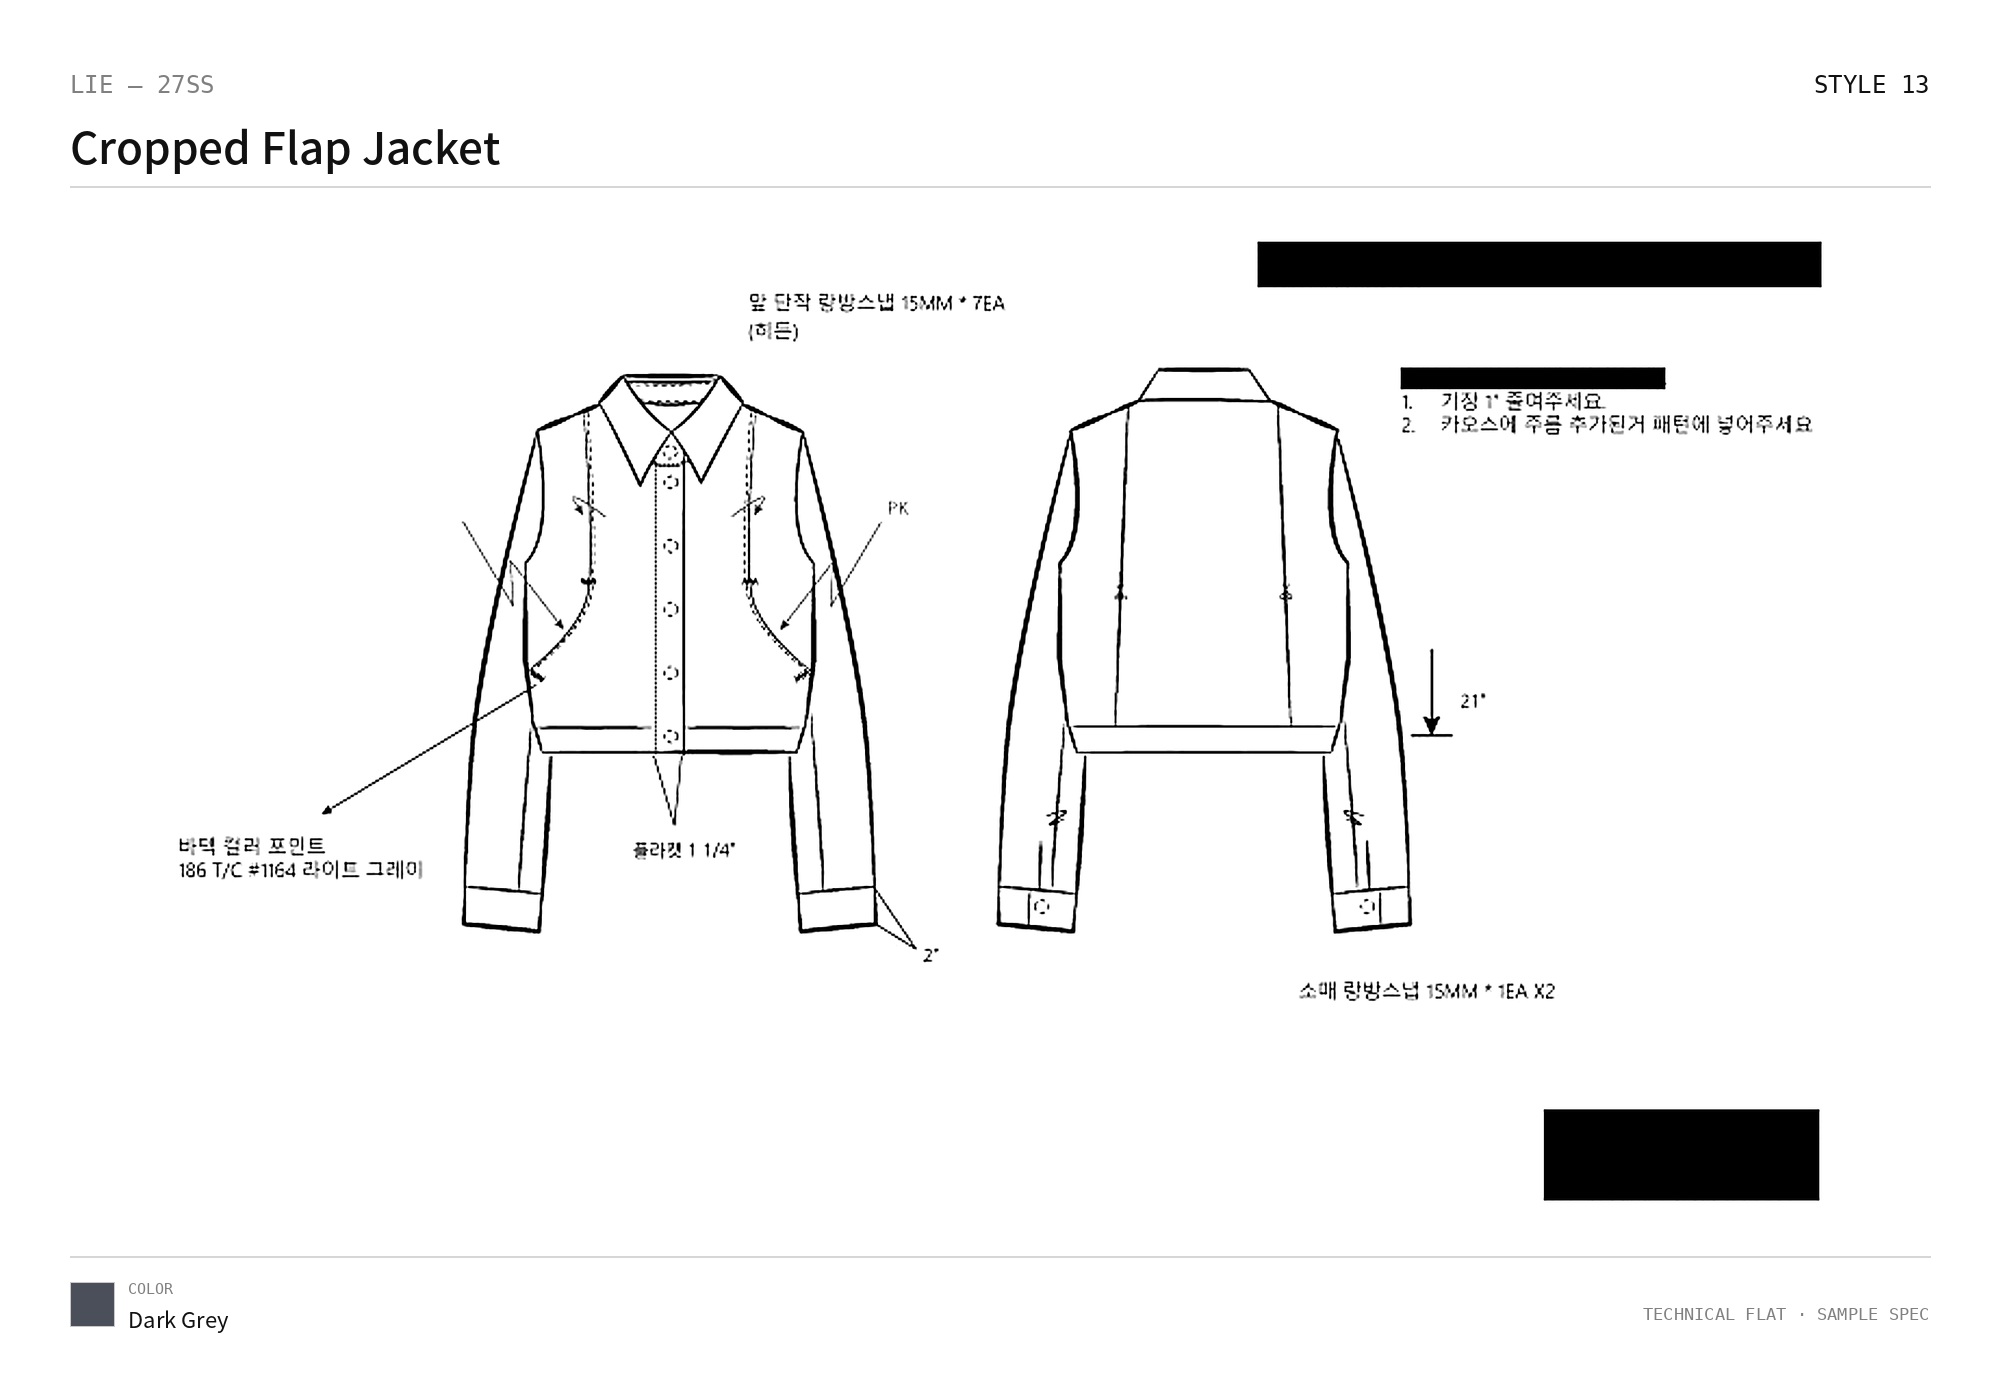 LIE — 27SS
STYLE 13
Cropped Flap Jacket
앞 단작 랑방스냅 15MM * 7EA
(히든)
1. 기장 1" 줄여주세요.
2. 카오스에 주름 추가된거 패턴에 넣어주세요
PK
21"
바텍 컬러 포인트
186 T/C #1164 라이트 그레이
플라켓 1 1/4"
2"
소매 랑방스냅 15MM * 1EA X2
COLOR
Dark Grey
TECHNICAL FLAT · SAMPLE SPEC